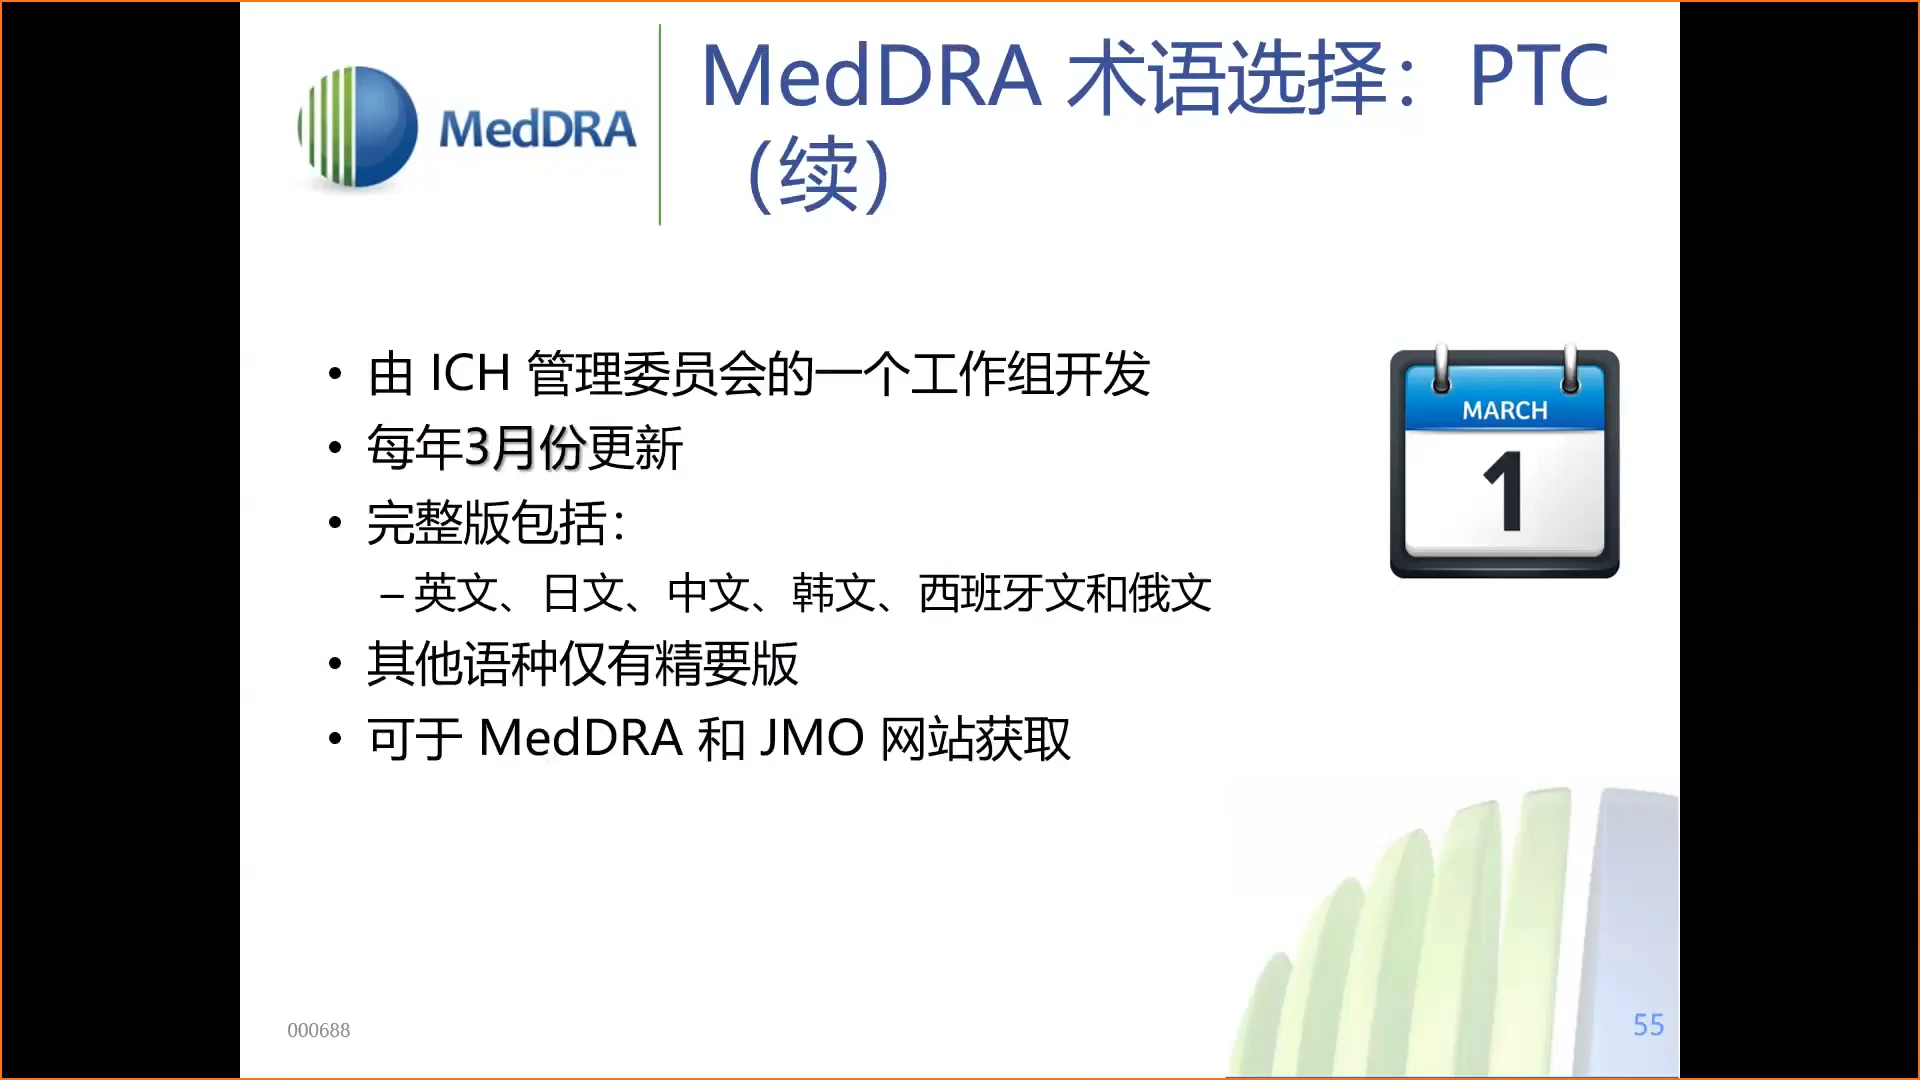 MedDRA
MedDRA 术语选择：PTC
（续）
• 由 ICH 管理委员会的一个工作组开发
• 每年3月份更新
• 完整版包括：
– 英文、日文、中文、韩文、西班牙文和俄文
• 其他语种仅有精要版
• 可于 MedDRA 和 JMO 网站获取
MARCH
1
000688
55